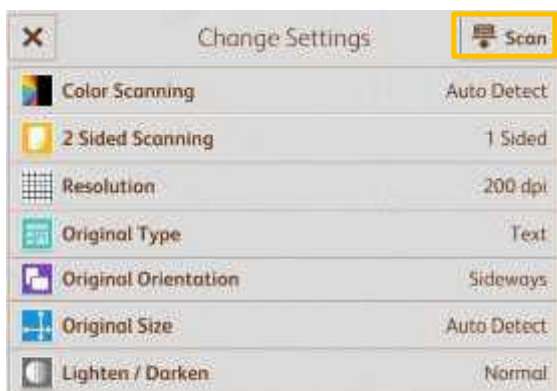 Change Settings
Scan
Color Scanning Auto Detect
2 Sided Scanning 1 Sided
Resolution 200 dpi
Original Type Text
Original Orientation Sideways
Original Size Auto Detect
Lighten / Darken Normal